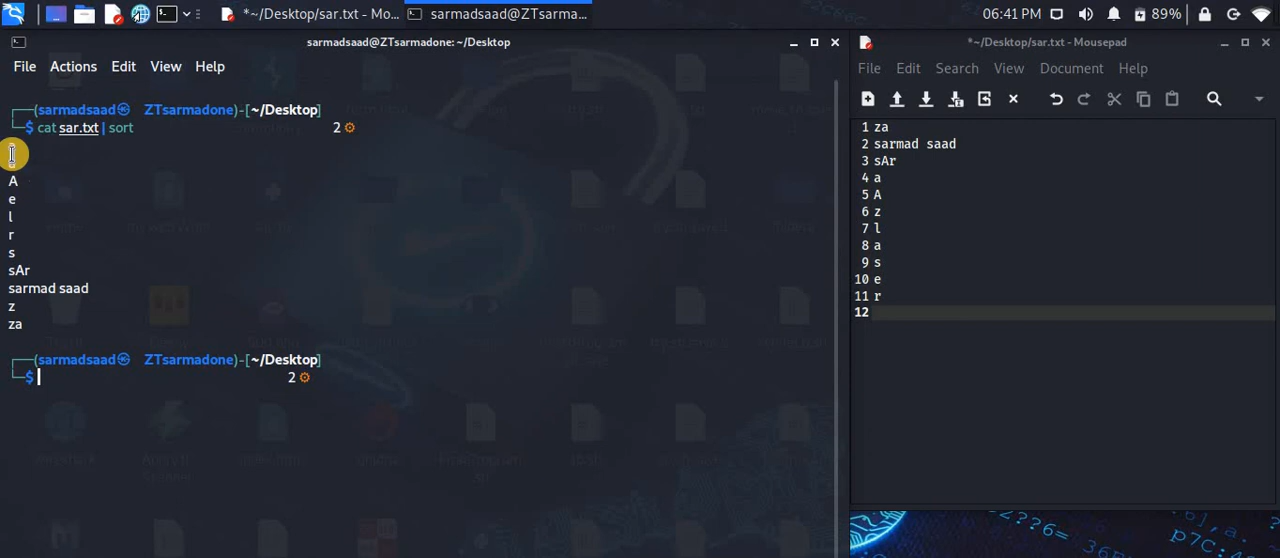 *~/Desktop/sar.txt - Mo...
sarmadsaad@ZTsarma...
06:41 PM
89%
sarmadsaad@ZTsarmadone: ~/Desktop
File Actions Edit View Help
┌──(sarmadsaad㉿ ZTsarmadone)-[~/Desktop]
└─$ cat sar.txt | sort 2
A
e
l
r
s
sAr
sarmad saad
z
za
┌──(sarmadsaad㉿ ZTsarmadone)-[~/Desktop]
└─$ 2
*~/Desktop/sar.txt - Mousepad
File Edit Search View Document Help
1 za
2 sarmad saad
3 sAr
4 a
5 A
6 z
7 l
8 a
9 s
10 e
11 r
12